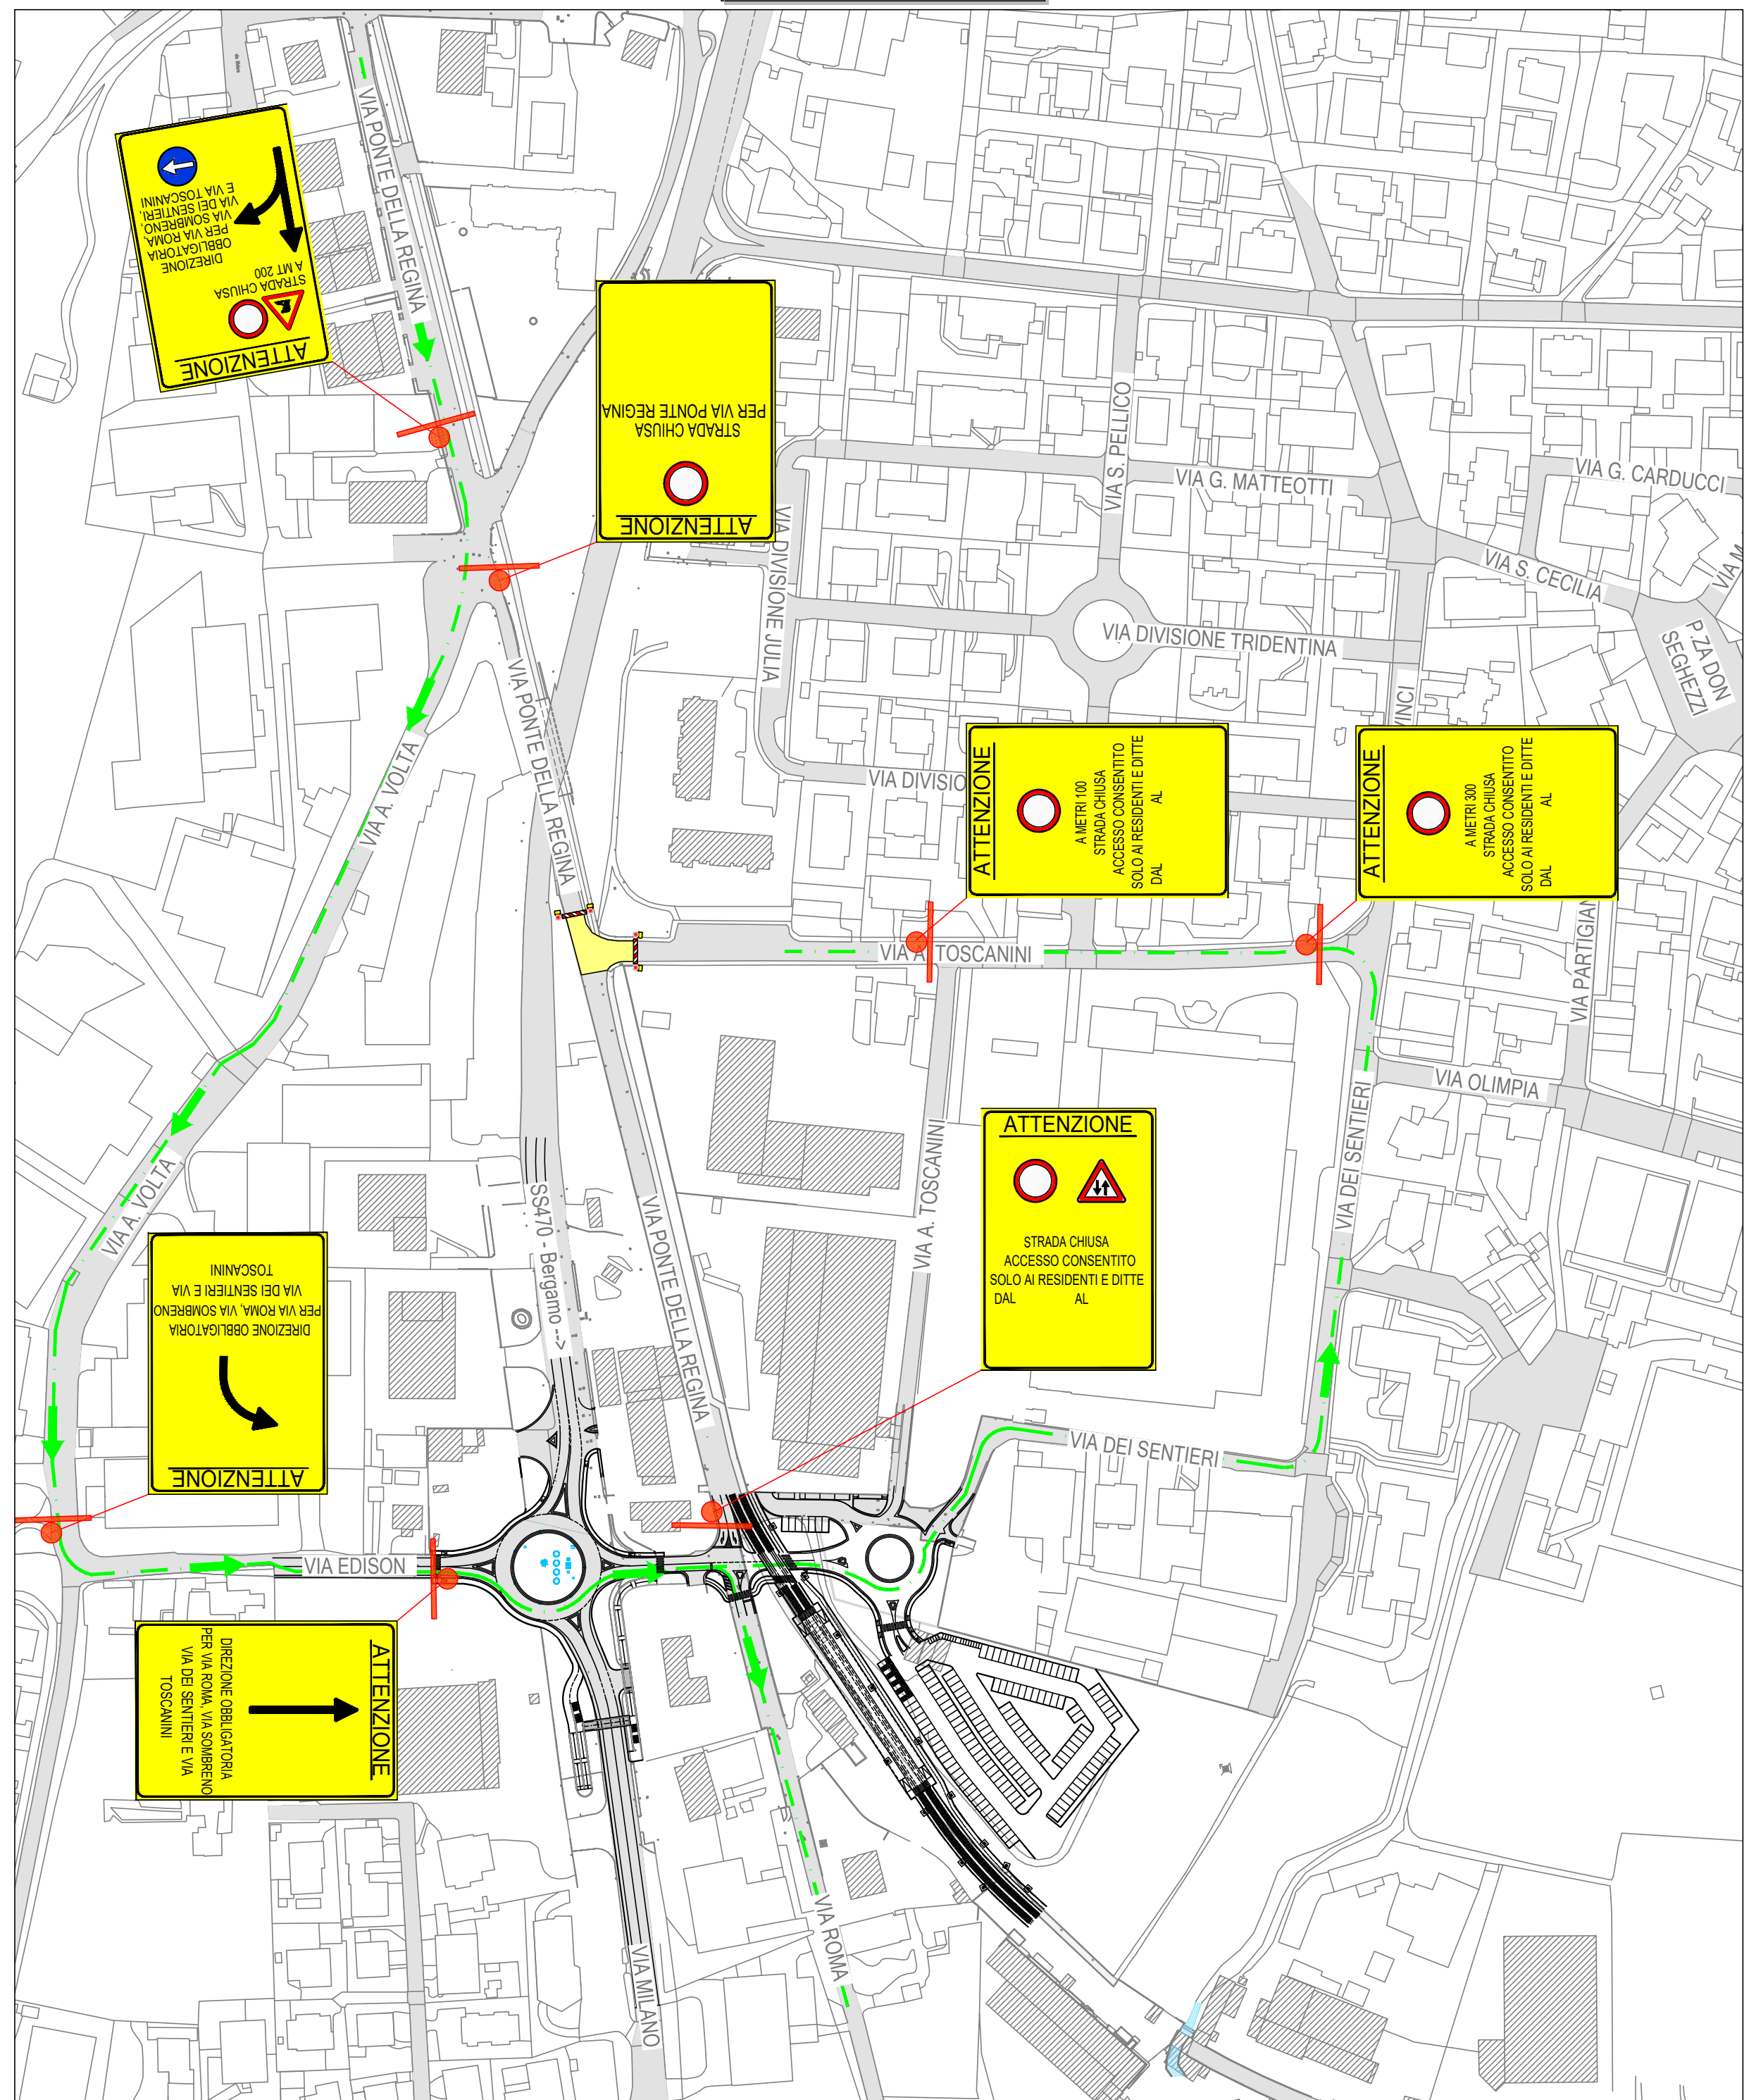 VIA PONTE DELLA REGINA
ATTENZIONE
STRADA CHIUSA
A MT 200
DIREZIONE
OBBLIGATORIA
PER VIA ROMA,
VIA SOMBRENO,
VIA DEI SENTIERI,
E VIA TOSCANINI
ATTENZIONE
STRADA CHIUSA
PER VIA PONTE REGINA
VIA S. PELLICO
VIA G. MATTEOTTI
VIA G. CARDUCCI
VIA S. CECILIA
VIA M
VIA DIVISIONE JULIA
VIA DIVISIONE TRIDENTINA
P.ZA DON
SEGHEZZI
VINCI
VIA PONTE DELLA REGINA
VIA A. VOLTA
VIA DIVISIO
ATTENZIONE
A METRI 100
STRADA CHIUSA
ACCESSO CONSENTITO
SOLO AI RESIDENTI E DITTE
DAL AL
ATTENZIONE
A METRI 300
STRADA CHIUSA
ACCESSO CONSENTITO
SOLO AI RESIDENTI E DITTE
DAL AL
VIA A. TOSCANINI
VIA PARTIGIAN
VIA OLIMPIA
VIA DEI SENTIERI
VIA A. TOSCANINI
ATTENZIONE
STRADA CHIUSA
ACCESSO CONSENTITO
SOLO AI RESIDENTI E DITTE
DAL AL
VIA A. VOLTA
SS470 - Bergamo -->
VIA PONTE DELLA REGINA
ATTENZIONE
DIREZIONE OBBLIGATORIA
PER VIA ROMA, VIA SOMBRENO
VIA DEI SENTIERI E VIA
TOSCANINI
VIA DEI SENTIERI
VIA EDISON
ATTENZIONE
DIREZIONE OBBLIGATORIA
PER VIA ROMA, VIA SOMBRENO
VIA DEI SENTIERI E VIA
TOSCANINI
VIA ROMA
VIA MILANO